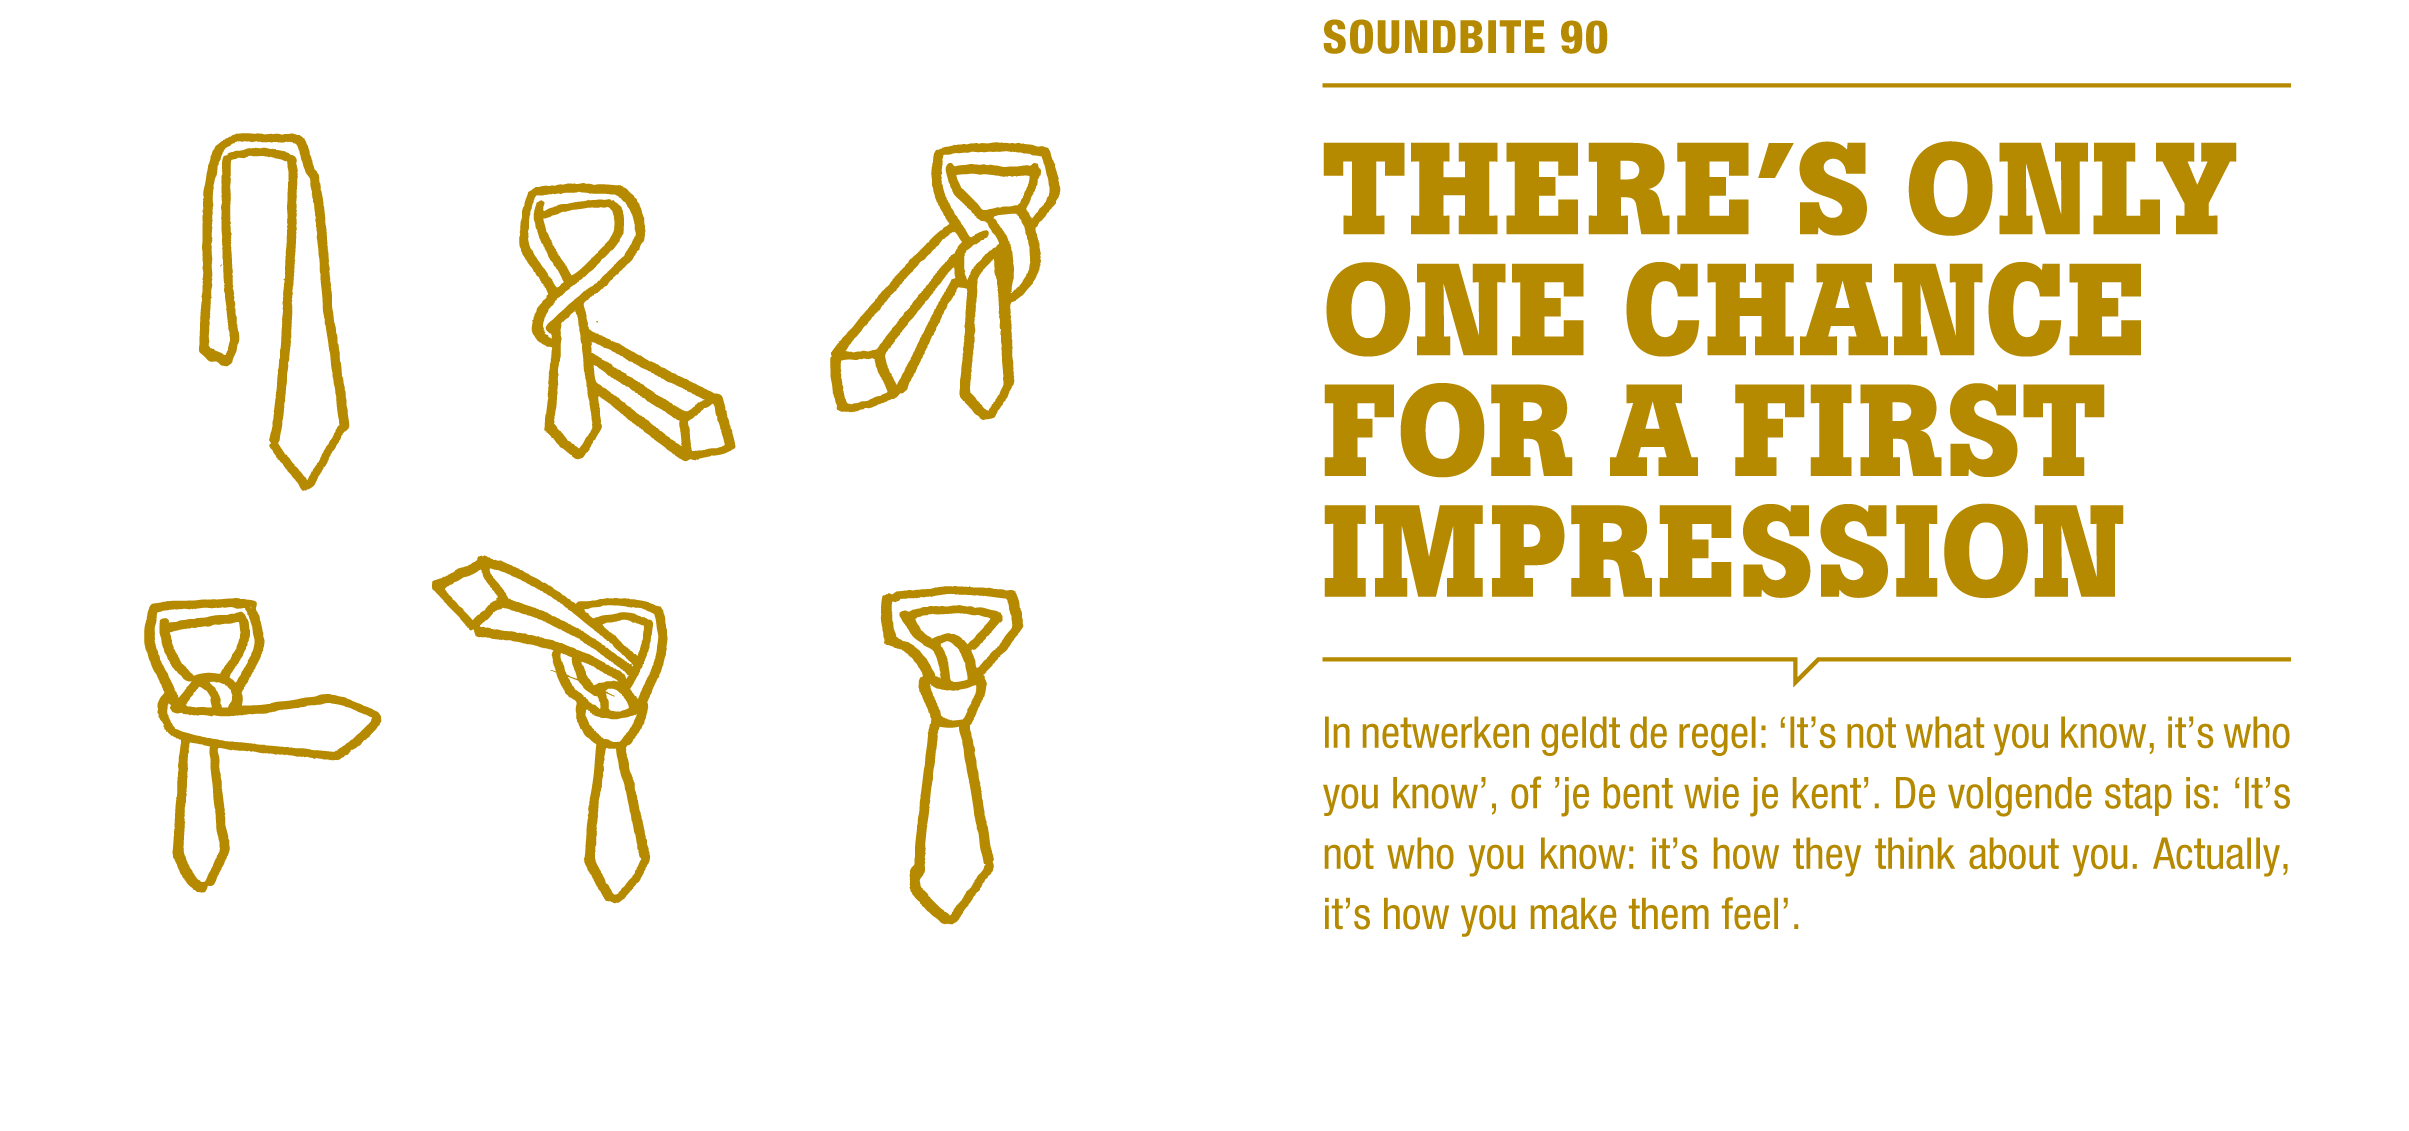 SOUNDBITE 90
THERE'S ONLY
ONE CHANCE
FOR A FIRST
IMPRESSION
In netwerken geldt de regel: ‘It’s not what you know, it’s who
you know’, of ’je bent wie je kent’. De volgende stap is: ‘It’s
not who you know: it’s how they think about you. Actually,
it’s how you make them feel’.